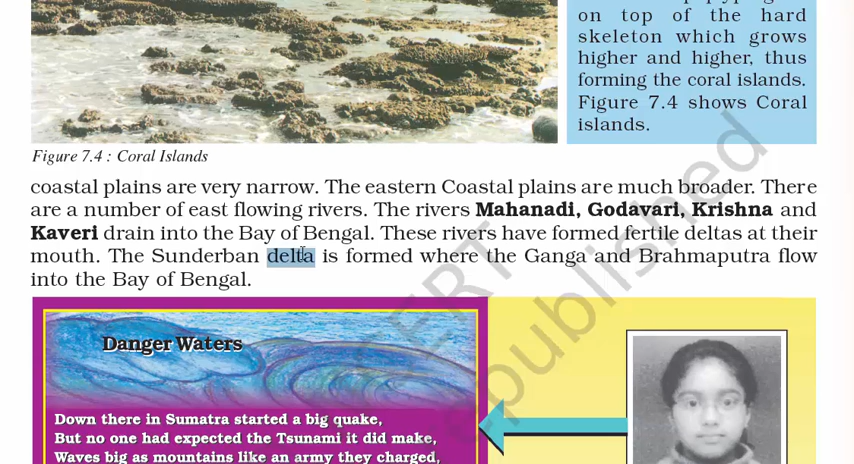 on top of the hard
skeleton which grows
higher and higher, thus
forming the coral islands.
Figure 7.4 shows Coral
islands.
Figure 7.4 : Coral Islands
coastal plains are very narrow. The eastern Coastal plains are much broader. There
are a number of east flowing rivers. The rivers Mahanadi, Godavari, Krishna and
Kaveri drain into the Bay of Bengal. These rivers have formed fertile deltas at their
mouth. The Sunderban delta is formed where the Ganga and Brahmaputra flow
into the Bay of Bengal.
Danger Waters
Down there in Sumatra started a big quake,
But no one had expected the Tsunami it did make,
Waves big as mountains like an army they charged,